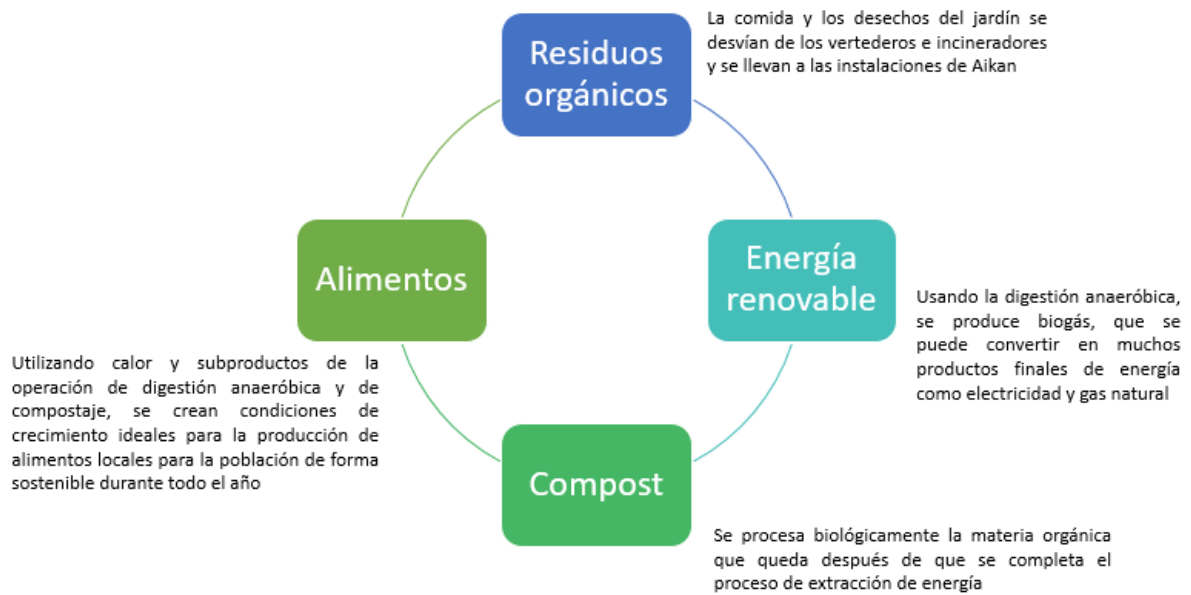 Residuos
orgánicos
La comida y los desechos del jardín se
desvían de los vertederos e incineradores
y se llevan a las instalaciones de Aikan
Energía
renovable
Usando la digestión anaeróbica,
se produce biogás, que se
puede convertir en muchos
productos finales de energía
como electricidad y gas natural
Compost
Se procesa biológicamente la materia orgánica
que queda después de que se completa el
proceso de extracción de energía
Alimentos
Utilizando calor y subproductos de la
operación de digestión anaeróbica y de
compostaje, se crean condiciones de
crecimiento ideales para la producción de
alimentos locales para la población de forma
sostenible durante todo el año